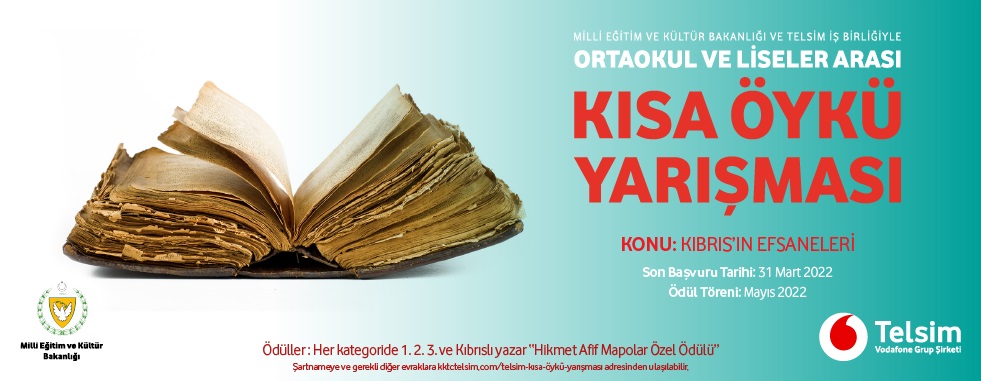 MİLLİ EĞİTİM VE KÜLTÜR BAKANLIĞI VE TELSİM İŞ BİRLİĞİYLE
ORTAOKUL VE LİSELER ARASI
KISA ÖYKÜ
YARIŞMASI
KONU: KIBRIS'IN EFSANELERİ
Son Başvuru Tarihi: 31 Mart 2022
Ödül Töreni: Mayıs 2022
Milli Eğitim ve Kültür
Bakanlığı
Telsim
Vodafone Grup Şirketi
Ödüller : Her kategoride 1. 2. 3. ve Kıbrıslı yazar "Hikmet Afif Mapolar Özel Ödülü"
Şartnameye ve gerekli diğer evraklara kktctelsim.com/telsim-kısa-öykü-yarışması adresinden ulaşılabilir.